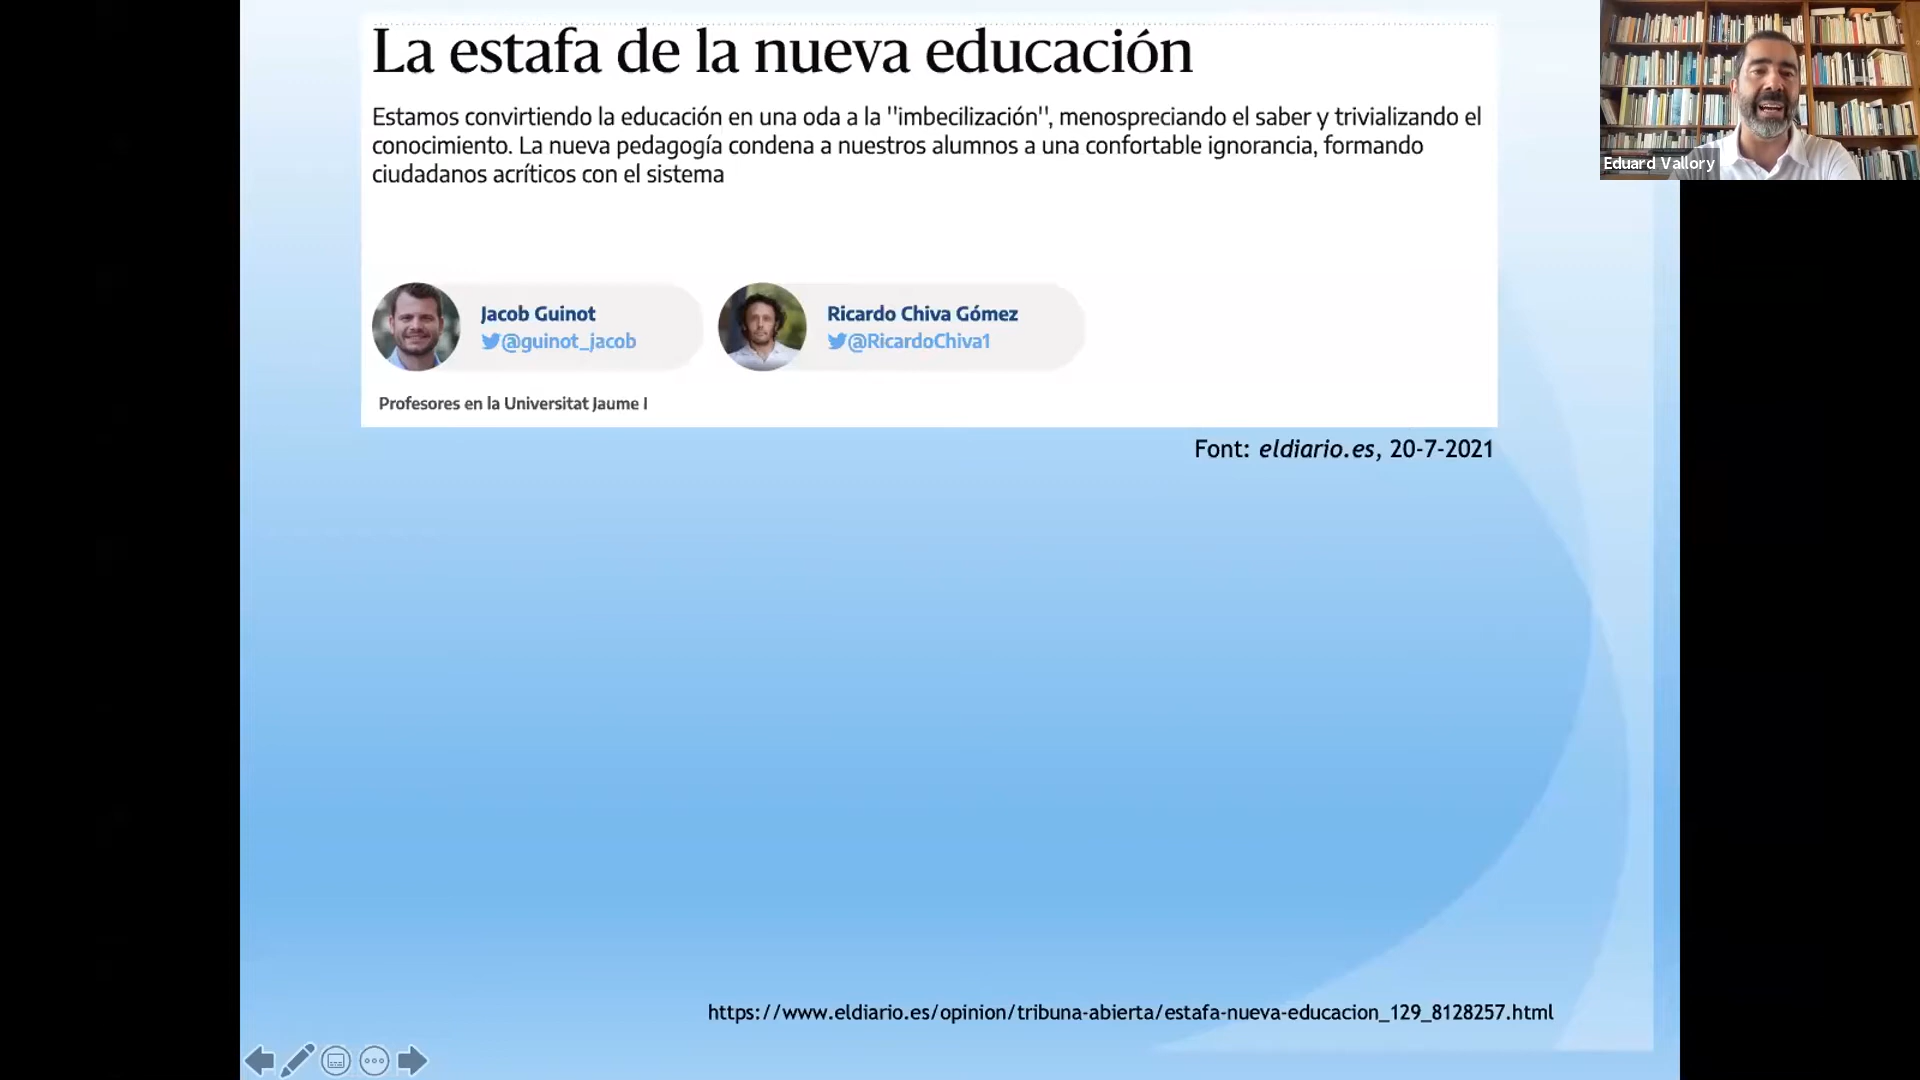 La estafa de la nueva educación
Estamos convirtiendo la educación en una oda a la "imbecilización", menospreciando el saber y trivializando el
conocimiento. La nueva pedagogía condena a nuestros alumnos a una confortable ignorancia, formando
ciudadanos acríticos con el sistema
Eduard Vallory
Jacob Guinot
@guinot_jacob
Ricardo Chiva Gómez
@RicardoChiva1
Profesores en la Universitat Jaume I
Font: eldiario.es, 20-7-2021
https://www.eldiario.es/opinion/tribuna-abierta/estafa-nueva-educacion_129_8128257.html